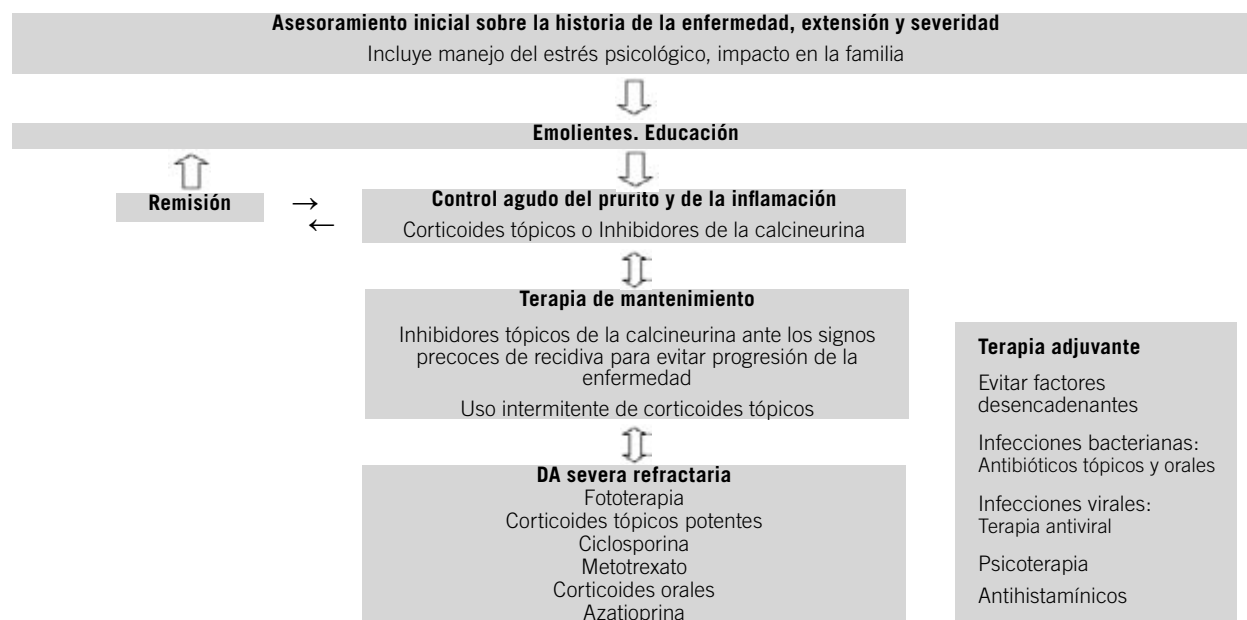 Asesoramiento inicial sobre la historia de la enfermedad, extensión y severidad
Incluye manejo del estrés psicológico, impacto en la familia
Emolientes. Educación
Remisión
Control agudo del prurito y de la inflamación
Corticoides tópicos o Inhibidores de la calcineurina
Terapia de mantenimiento
Inhibidores tópicos de la calcineurina ante los signos
precoces de recidiva para evitar progresión de la
enfermedad
Uso intermitente de corticoides tópicos
DA severa refractaria
Fototerapia
Corticoides tópicos potentes
Ciclosporina
Metotrexato
Corticoides orales
Azatioprina
Terapia adjuvante
Evitar factores
desencadenantes
Infecciones bacterianas:
Antibióticos tópicos y orales
Infecciones virales:
Terapia antiviral
Psicoterapia
Antihistamínicos